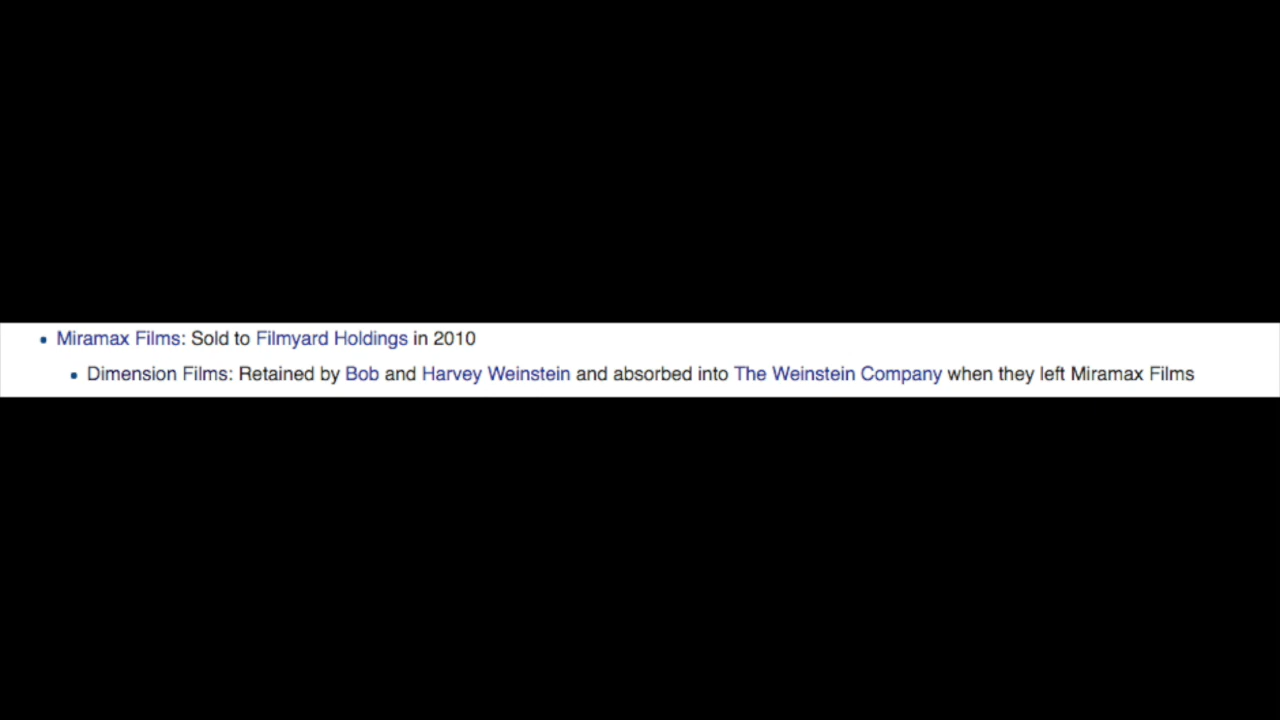 • Miramax Films: Sold to Filmyard Holdings in 2010
• Dimension Films: Retained by Bob and Harvey Weinstein and absorbed into The Weinstein Company when they left Miramax Films